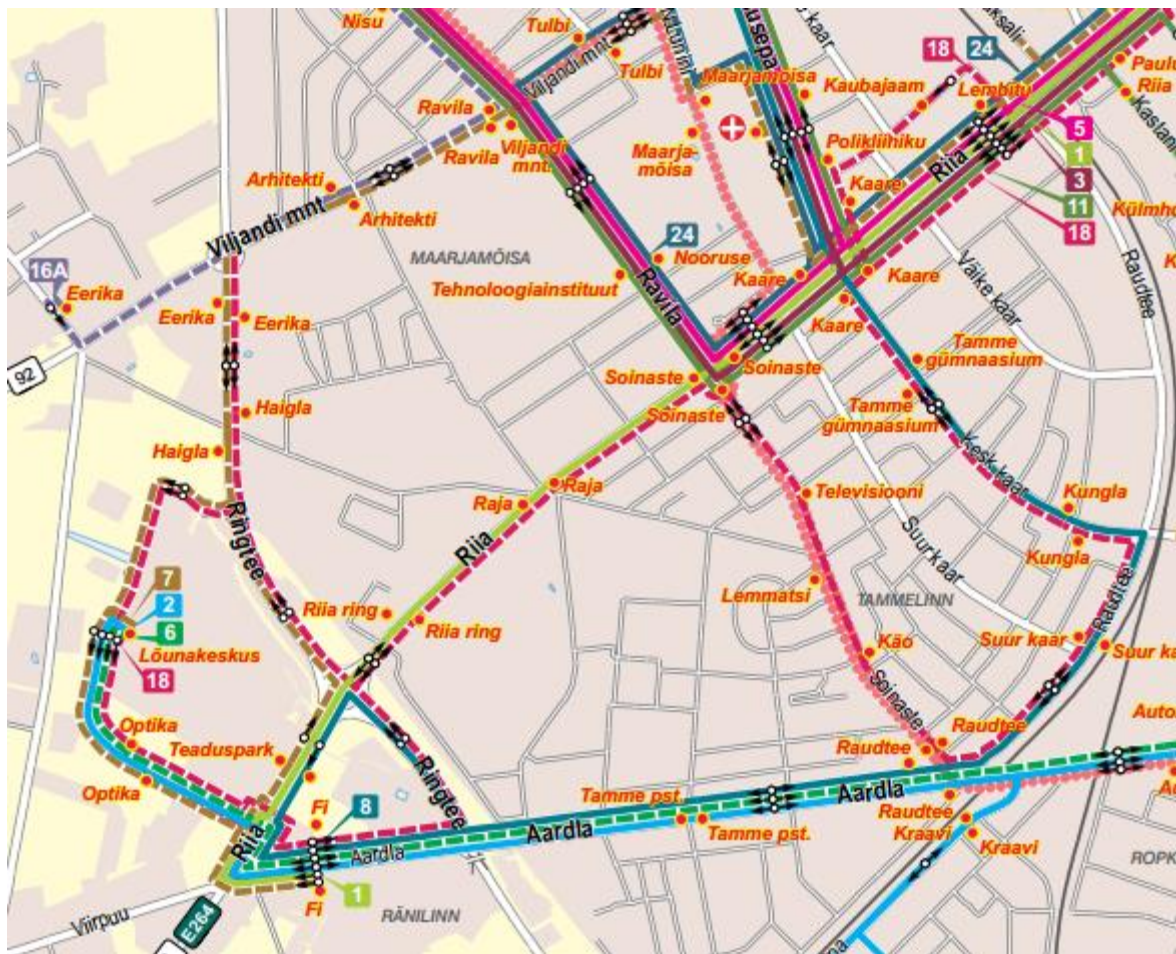 Nisu
Tulbi
Tulbi
Viljandi mnt
Maarjamõisa
Kaubajaam
18
24
Lembitu
Riia
5
1
3
11
18
Ravila
Ravila
Viljandi
mnt.
Maarja-
mõisa
Polikliiniku
Riia
Kaare
Arhitekti
Arhitekti
Viljandi mnt
MAARJAMÕISA
24
Nooruse
Tehnoloogiainstituut
Ravila
Kaare
Kaare
Kaare
Väike kaar
Raudtee
16A
Eerika
Eerika
Eerika
92
Tamme
gümnaasium
Tamme
gümnaasium
Soinaste
Soinaste
Soinaste
Haigla
Haigla
Kesk kaar
Raja
Raja
Televisiooni
Kungla
Kungla
Ringtee
Riia
Suur kaar
Lemmatsi
TAMMELINN
Raudtee
7
2
6
Lõunakeskus
18
Riia ring
Riia ring
Suur kaar
Käo
Soinaste
Optika
Teaduspark
Optika
Ringtee
Raudtee
Raudtee
Tamme pst.
Aardla
Tamme pst.
Raudtee
Kraavi
Kraavi
Fi
8
Riia
Aardla
Aardla
1
Fi
Virpuu
E264
RÄNILINN